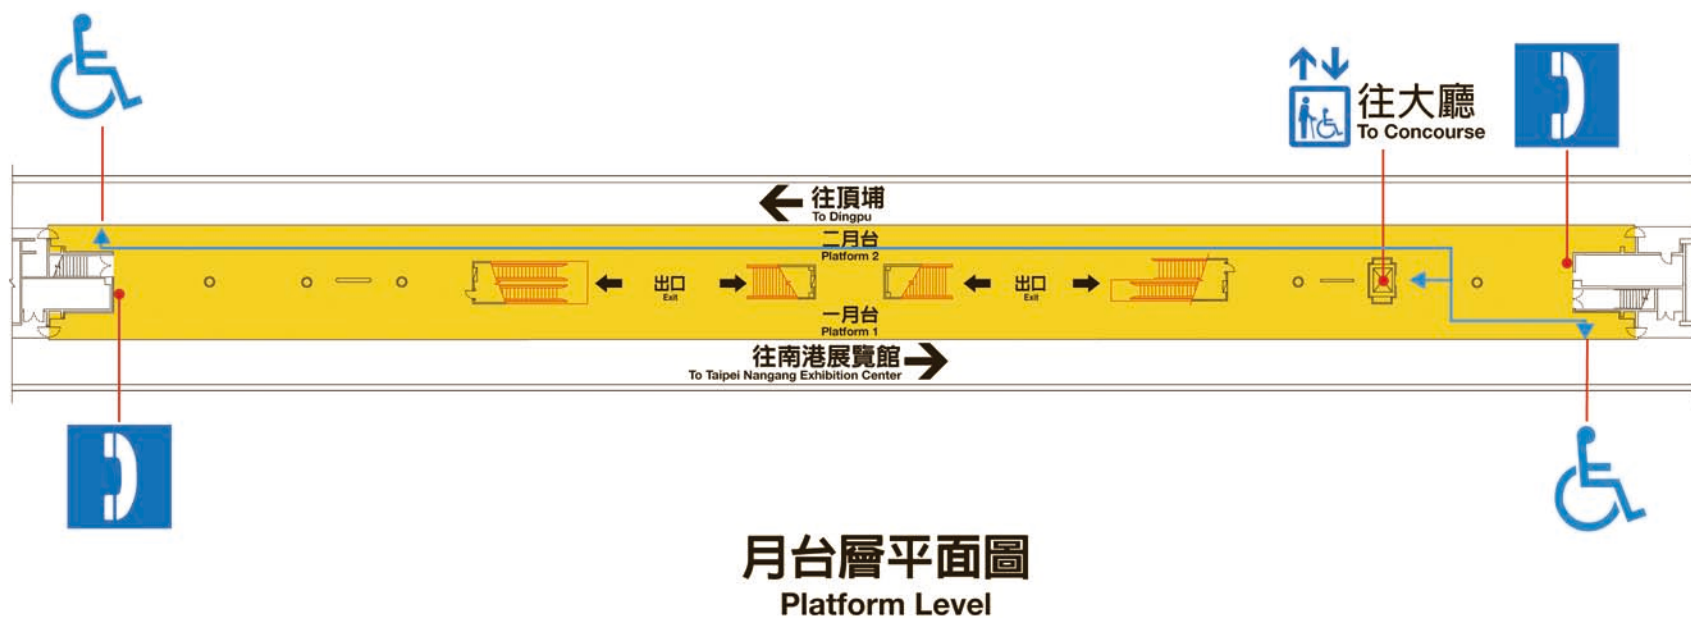 往大廳
To Concourse
往頂埔
To Dingpu
二月台
Platform 2
出口
Exit
出口
Exit
一月台
Platform 1
往南港展覽館
To Taipei Nangang Exhibition Center
月台層平面圖
Platform Level